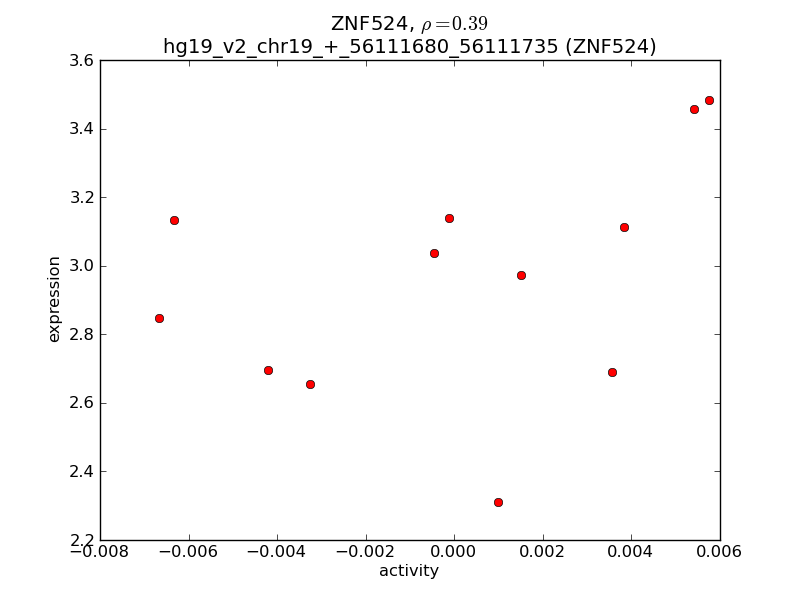 ZNF524, ρ=0.39
hg19_v2_chr19_+_56111680_56111735 (ZNF524)
3.6
3.4
3.2
3.0
2.8
2.6
2.4
2.2
expression
−0.008 −0.006 −0.004 −0.002 0.000 0.002 0.004 0.006
activity